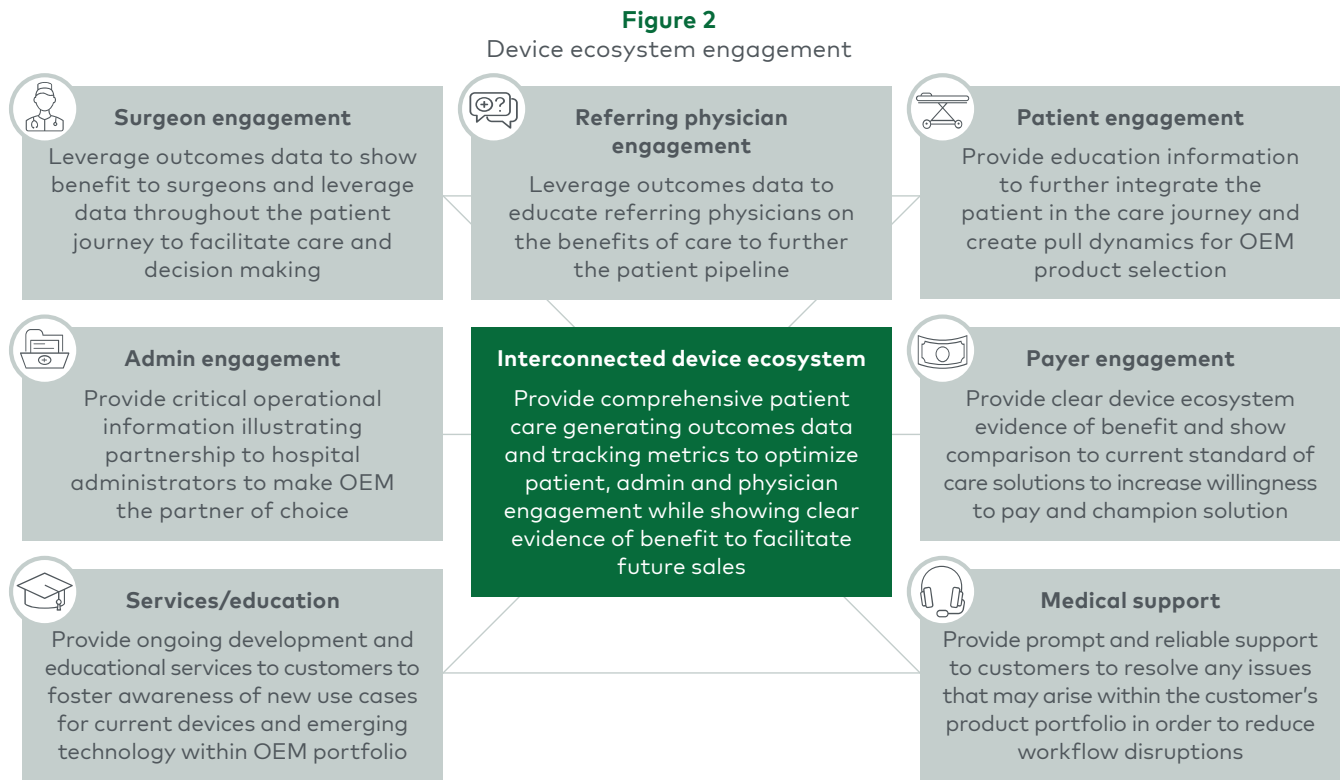 Figure 2
Device ecosystem engagement
Surgeon engagement
Leverage outcomes data to show
benefit to surgeons and leverage
data throughout the patient
journey to facilitate care and
decision making
Referring physician
engagement
Leverage outcomes data to
educate referring physicians on
the benefits of care to further
the patient pipeline
Patient engagement
Provide education information
to further integrate the
patient in the care journey and
create pull dynamics for OEM
product selection
Admin engagement
Provide critical operational
information illustrating
partnership to hospital
administrators to make OEM
the partner of choice
Interconnected device ecosystem
Provide comprehensive patient
care generating outcomes data
and tracking metrics to optimize
patient, admin and physician
engagement while showing clear
evidence of benefit to facilitate
future sales
Payer engagement
Provide clear device ecosystem
evidence of benefit and show
comparison to current standard of
care solutions to increase willingness
to pay and champion solution
Services/education
Provide ongoing development and
educational services to customers to
foster awareness of new use cases
for current devices and emerging
technology within OEM portfolio
Medical support
Provide prompt and reliable support
to customers to resolve any issues
that may arise within the customer's
product portfolio in order to reduce
workflow disruptions